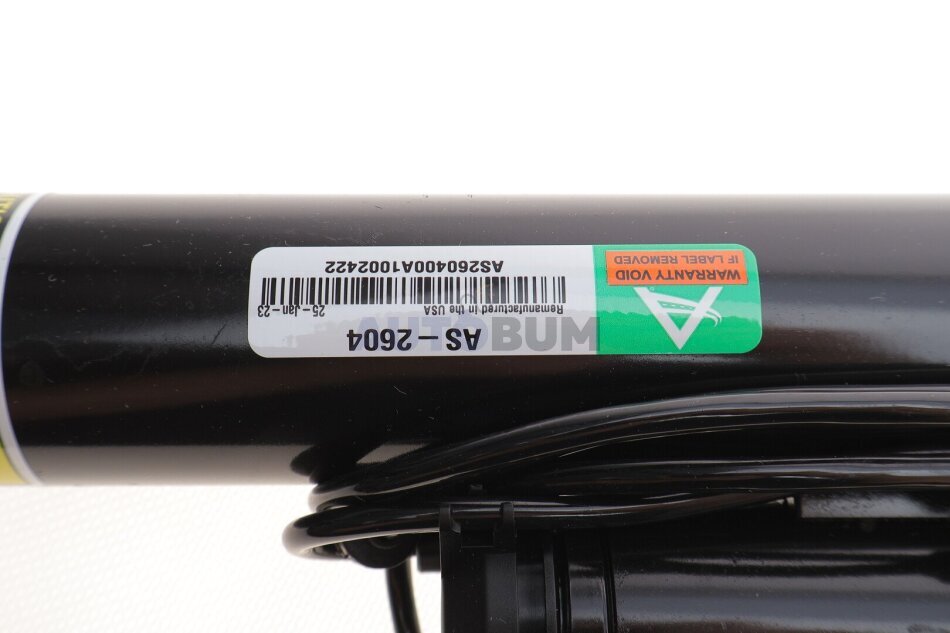 AS-2604
Remanufactured in the USA
25-Jan-23
AS260400A1002422
WARRANTY VOID
IF LABEL REMOVED
AUTOBUM